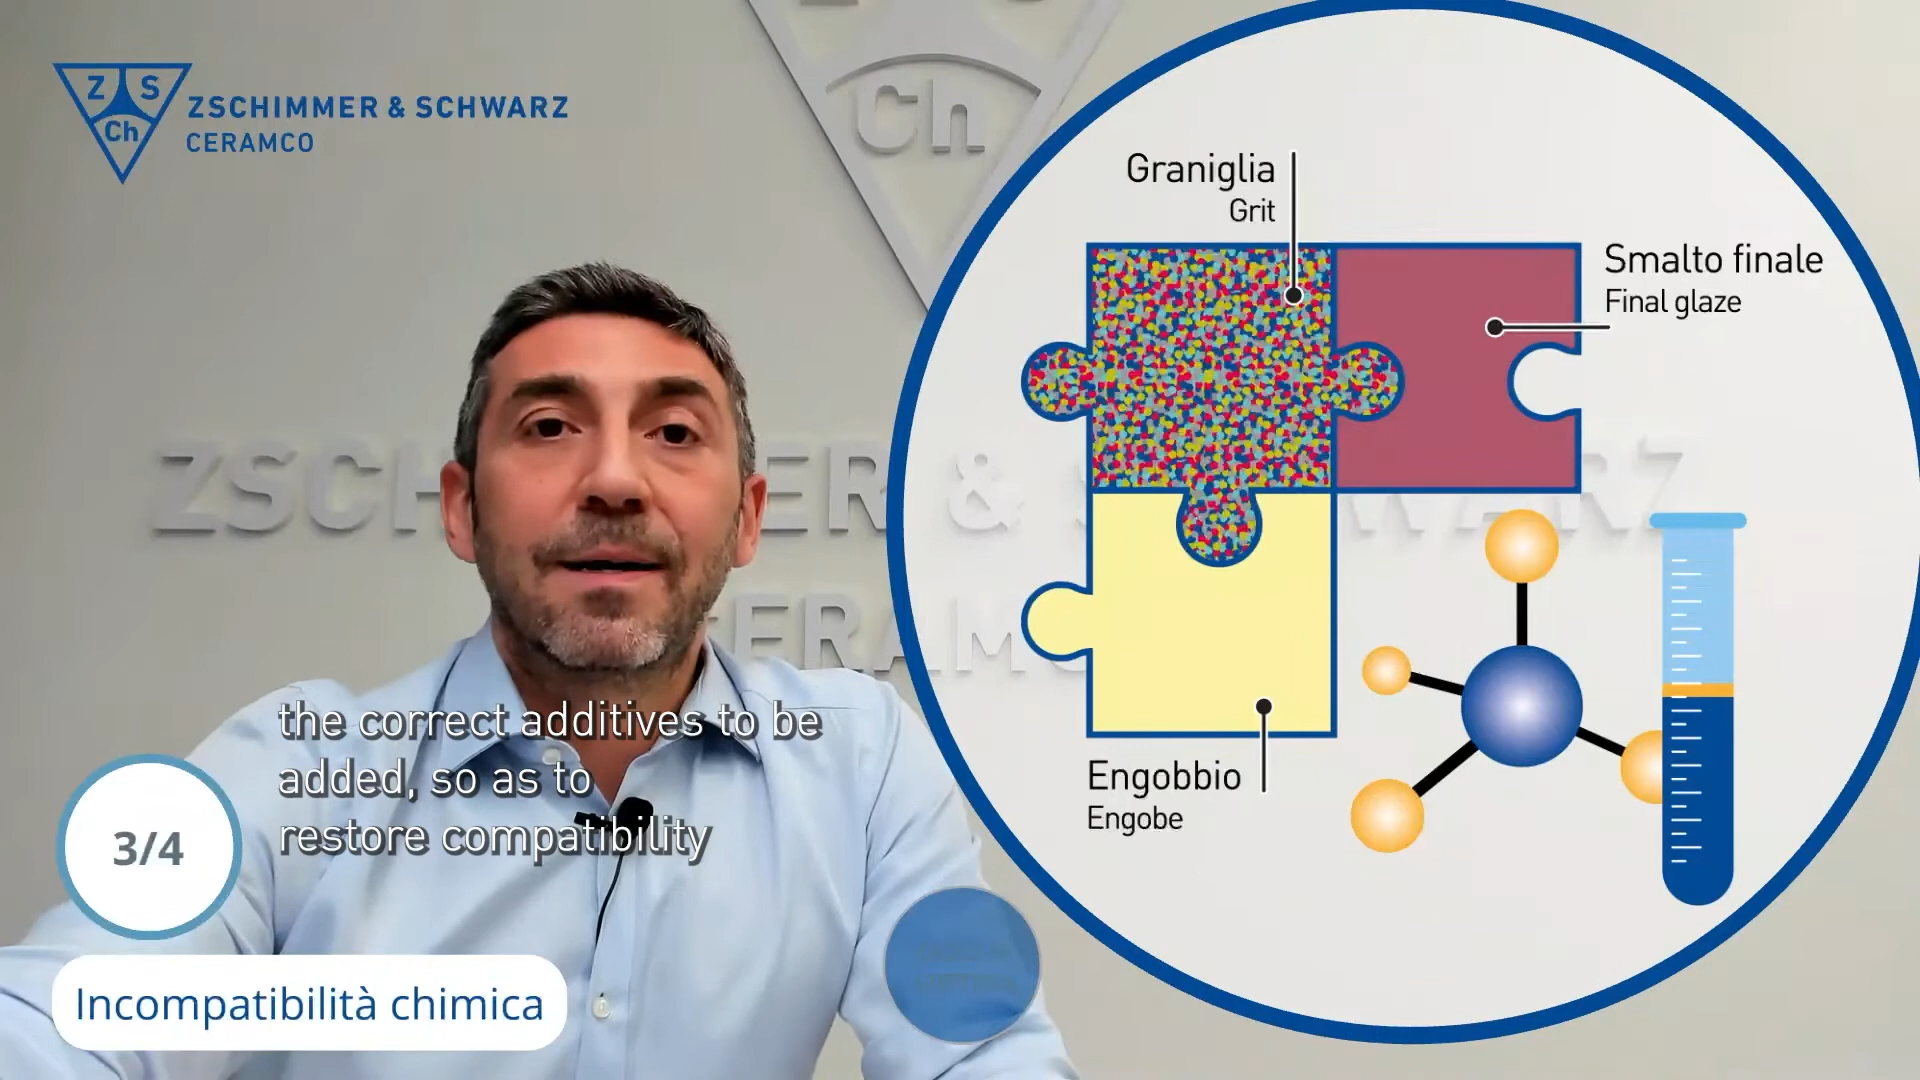 Z S
Ch
ZSCHIMMER & SCHWARZ
CERAMCO
Ch
Graniglia
Grit
Smalto finale
Final glaze
Engobbio
Engobe
the correct additives to be
added, so as to
restore compatibility
3/4
Incompatibilità chimica